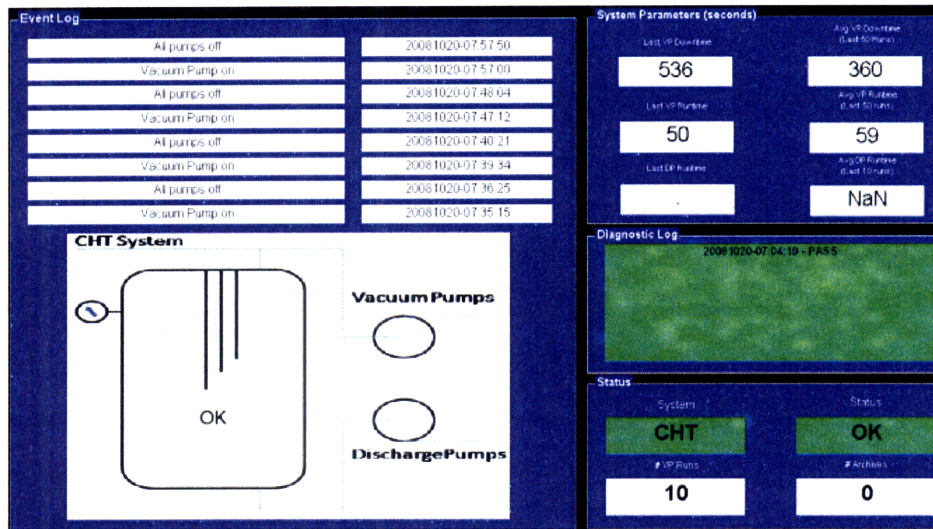 Event Log
All pumps off 20081020-07:57:50
Vacuum Pump on 20081020-07:57:00
All pumps off 20081020-07:48:04
Vacuum Pump on 20081020-07:47:12
All pumps off 20081020-07:40:21
Vacuum Pump on 20081020-07:39:34
All pumps off 20081020-07:36:25
Vacuum Pump on 20081020-07:35:15
CHT System
Vacuum Pumps
OK
DischargePumps
System Parameters (seconds)
Last VP Downtime
Avg VP Downtime
(Last 50 Runs)
536 360
Last VP Runtime
Avg VP Runtime
(Last 50 runs)
50 59
Last DP Runtime
Avg DP Runtime
(Last 10 runs)
. NaN
Diagnostic Log
20081020-07:04:19 - PASS
Status
System Status
CHT OK
# VP Runs # Archives
10 0